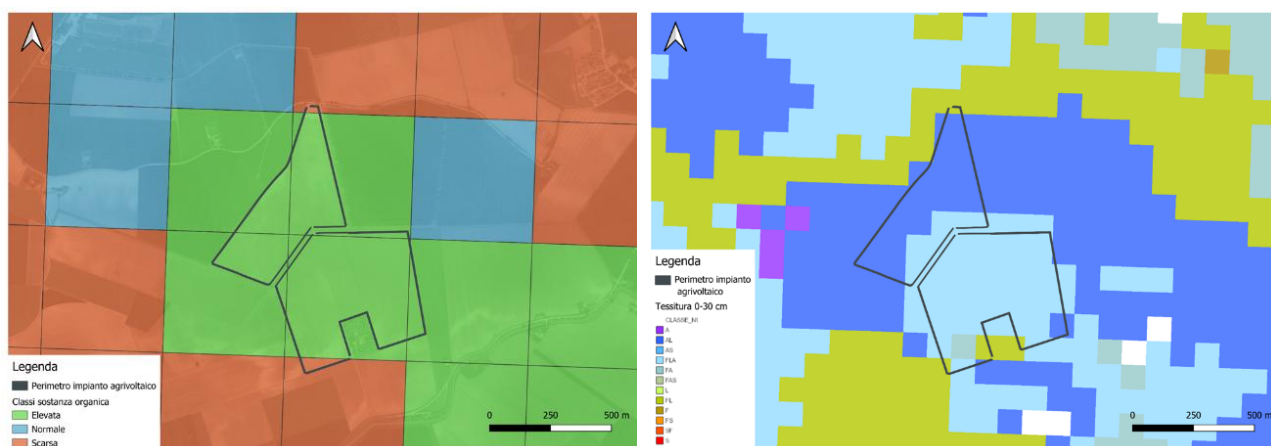 Legenda
Perimetro impianto agrivoltaico
Classi sostanza organica
Elevata
Normale
Scarsa
0 250 500 m
Legenda
Perimetro impianto
agrivoltaico
Tessitura 0-30 cm
A
AL
AS
FLA
FA
FAS
L
FL
F
FS
SF
S
0 250 500 m